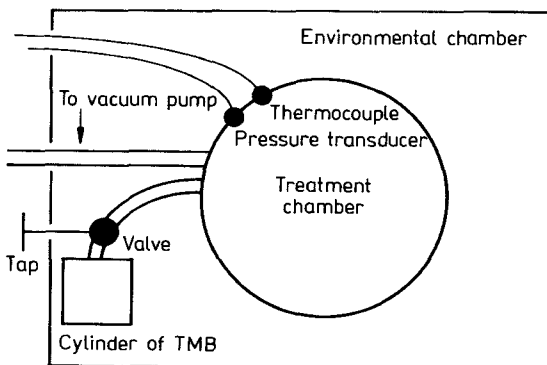 Environmental chamber
To vacuum pump
Thermocouple
Pressure transducer
Treatment
chamber
Valve
Tap
Cylinder of TMB